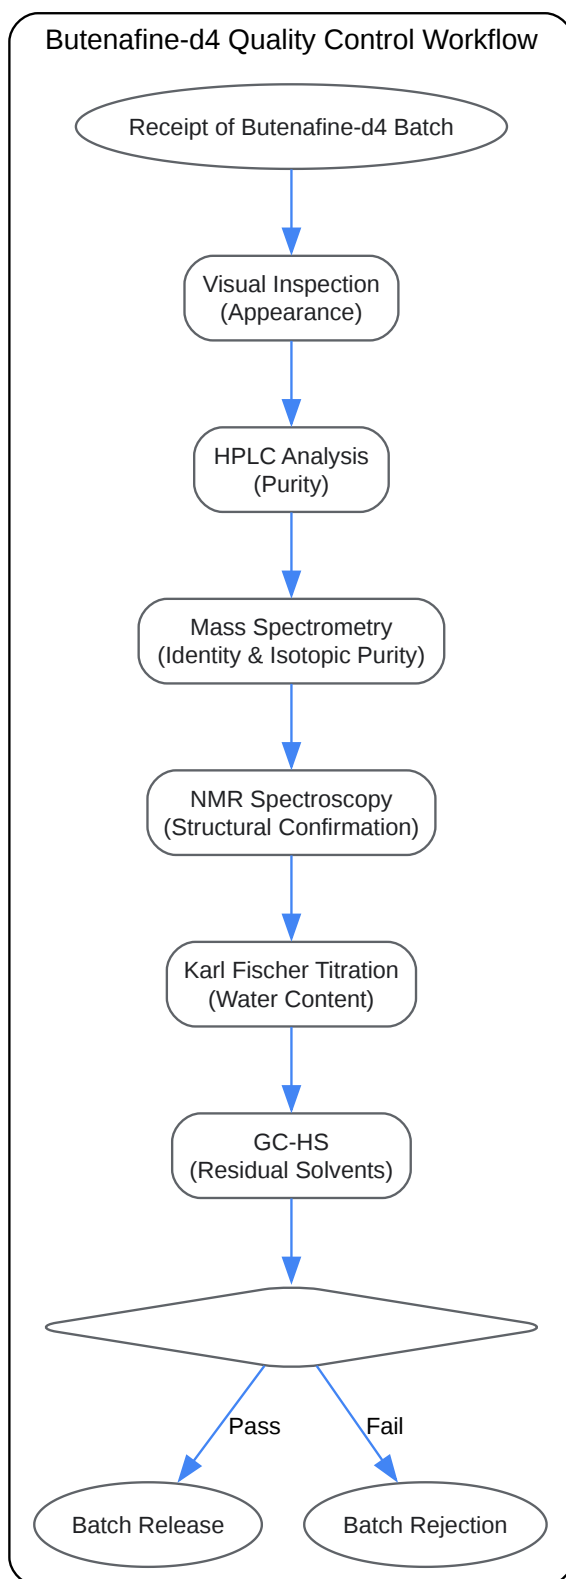 Butenafine-d4 Quality Control Workflow
Receipt of Butenafine-d4 Batch
Visual Inspection
(Appearance)
HPLC Analysis
(Purity)
Mass Spectrometry
(Identity & Isotopic Purity)
NMR Spectroscopy
(Structural Confirmation)
Karl Fischer Titration
(Water Content)
GC-HS
(Residual Solvents)
Pass
Fail
Batch Release
Batch Rejection